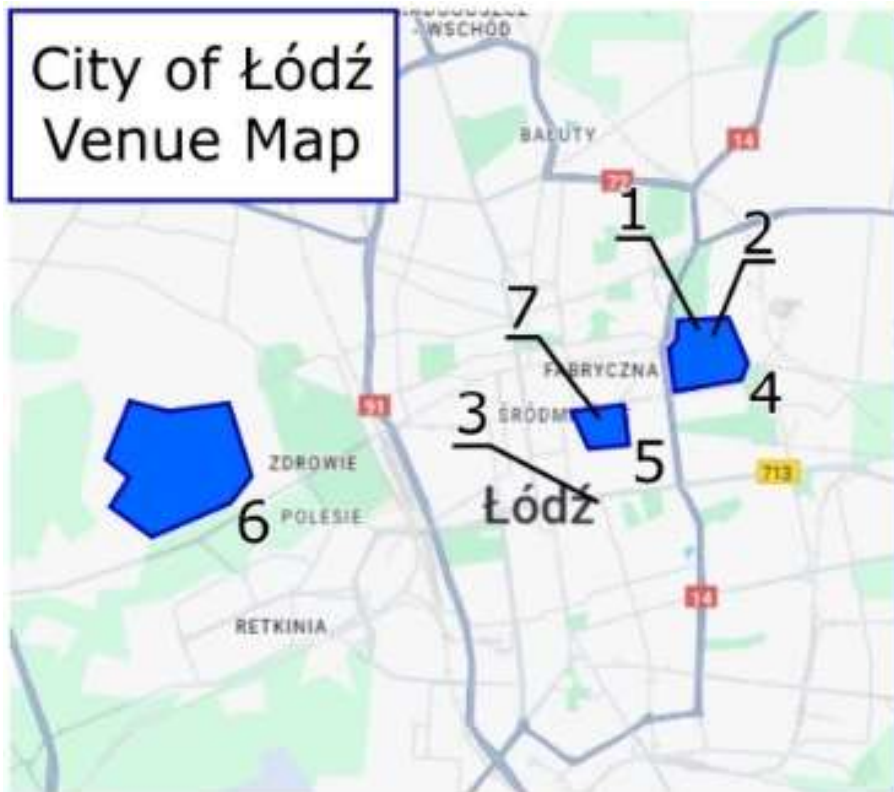 City of Łódź
Venue Map
- WSCHÓD
BAŁUTY
14
72
1
2
7
FABRYCZNA
4
91
3
ŚRÓDM
5
ZDROWIE
713
6
POLESIE
Łódź
14
RETKINIA